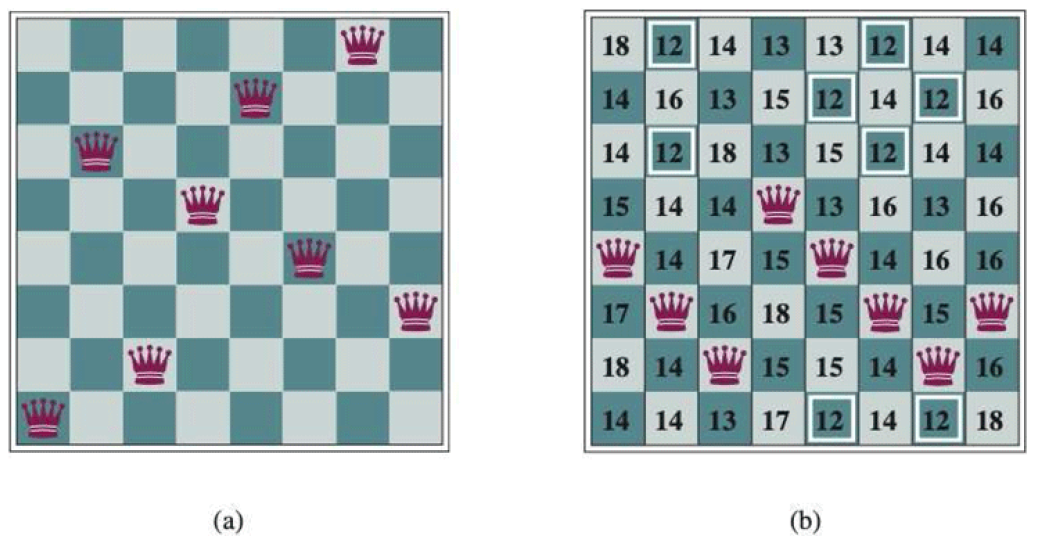 18 12 14 13 13 12 14 14
14 16 13 15 12 14 12 16
14 12 18 13 15 12 14 14
15 14 14 13 16 13 16
14 17 15 14 16 16
17 16 18 15 15
18 14 15 15 14 16
14 14 13 17 12 14 12 18
(a) (b)